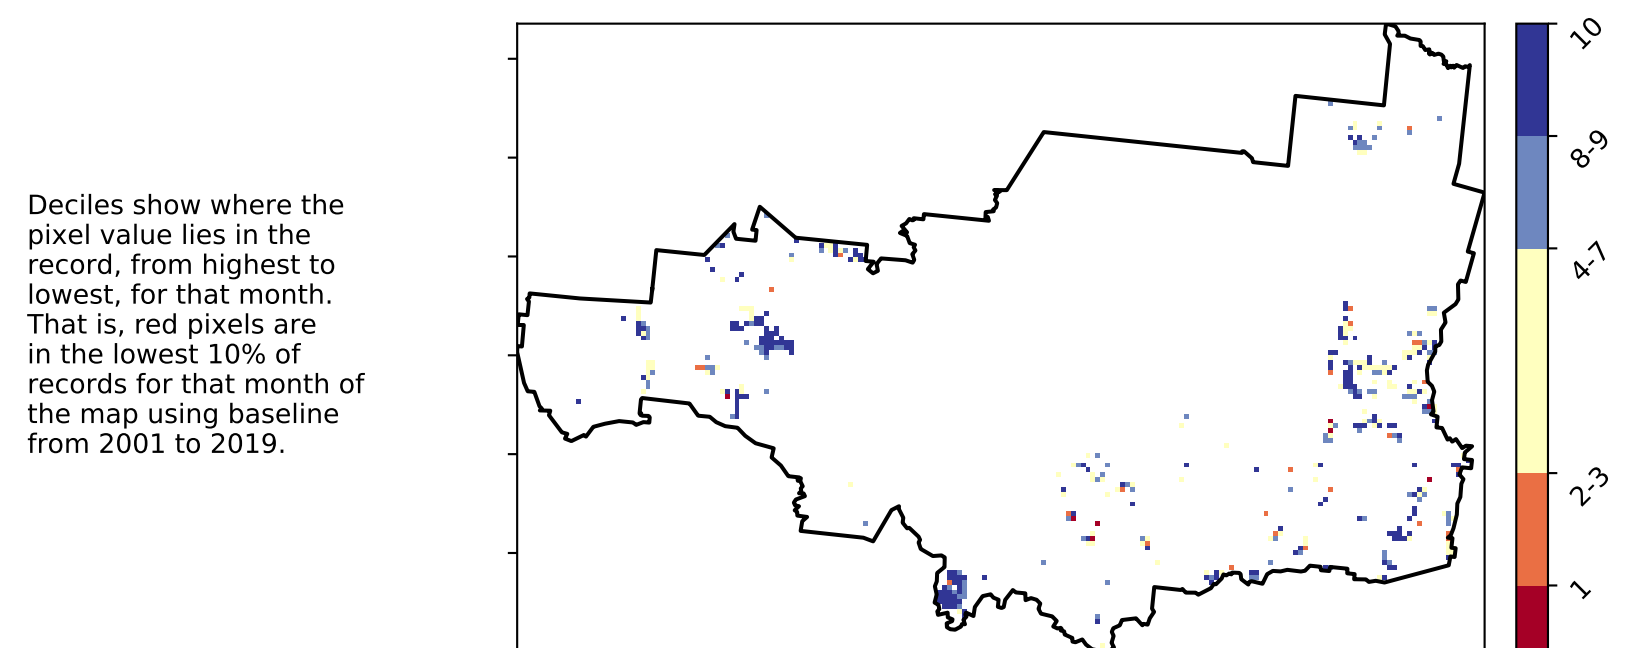 Deciles show where the
pixel value lies in the
record, from highest to
lowest, for that month.
That is, red pixels are
in the lowest 10% of
records for that month of
the map using baseline
from 2001 to 2019.
10
8-9
4-7
2-3
1